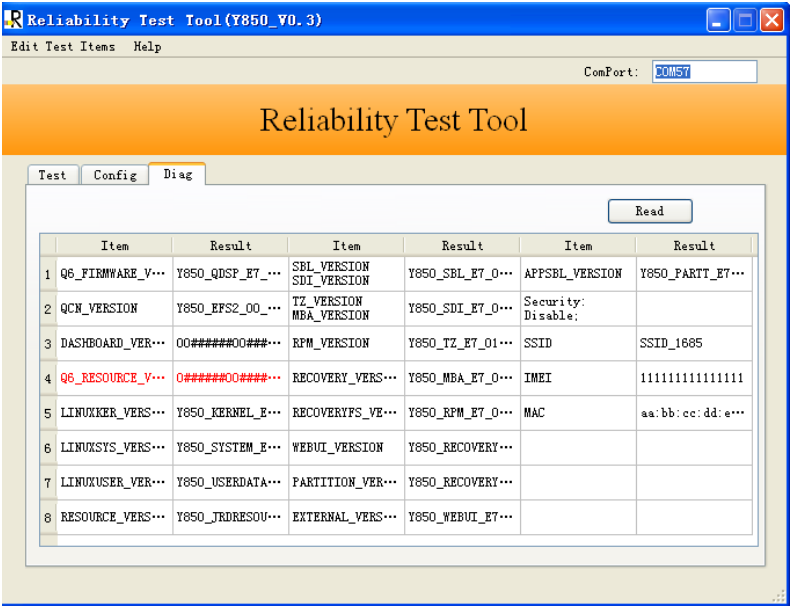 Reliability Test Tool(Y850_V0.3)
Edit Test Items Help
ComPort: COM57
Reliability Test Tool
Test Config Diag
Read
Item Result Item Result Item Result
1 Q6_FIRMWARE_V... Y850_QDSP_E7_... SBL_VERSION SDI_VERSION Y850_SBL_E7_0... APPSBL_VERSION Y850_PARTT_E7...
2 QCN_VERSION Y850_EFS2_00_... TZ_VERSION MBA_VERSION Y850_SDI_E7_0... Security: Disable;
3 DASHBOARD_VER... 00######00###... RPM_VERSION Y850_TZ_E7_01... SSID SSID_1685
4 Q6_RESOURCE_V... 0######00####... RECOVERY_VERS... Y850_MBA_E7_0... IMEI 111111111111111
5 LINUXKER_VERS... Y850_KERNEL_E... RECOVERYFS_VE... Y850_RPM_E7_0... MAC aa:bb:cc:dd:e...
6 LINUXSYS_VERS... Y850_SYSTEM_E... WEBUI_VERSION Y850_RECOVERY...
7 LINUXUSER_VER... Y850_USERDATA... PARTITION_VER... Y850_RECOVERY...
8 RESOURCE_VERS... Y850_JRDRESOU... EXTERNAL_VERS... Y850_WEBUI_E7...